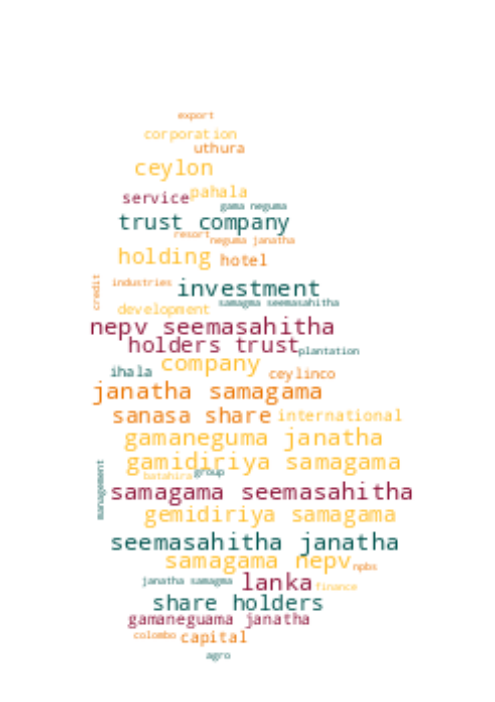 export
corporation
uthura
ceylon
pahala
service
gama neguma
trust company
resort
neguma janatha
holding hotel
credit
industries investment
samagma seemasahitha
development
nepv seemasahitha
holders trust
plantation
company
ihala
ceylinco
janatha samagama
sanasa share international
gamaneguma janatha
gamidiriya samagama
group
batahira
management
samagama seemasahitha
gemidiriya samagama
seemasahitha janatha
samagama nepv
npbs
janatha samagma lanka finance
share holders
gamaneguama janatha
colombo capital
agro